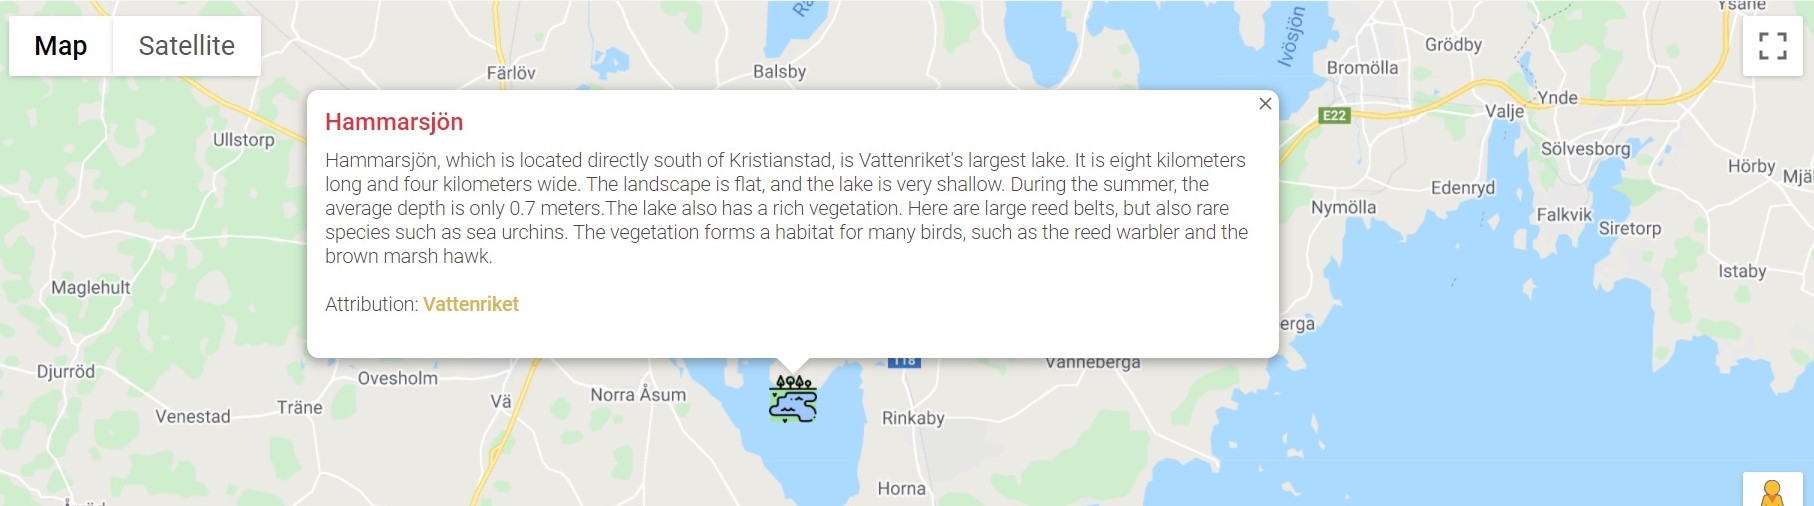 Map
Satellite
Ysane
Färlöv
Balsby
Ivösjön
Grödby
Bromölla
Ullstorp
Hammarsjön
Hammarsjön, which is located directly south of Kristianstad, is Vattenriket's largest lake. It is eight kilometers
long and four kilometers wide. The landscape is flat, and the lake is very shallow. During the summer, the
average depth is only 0.7 meters.The lake also has a rich vegetation. Here are large reed belts, but also rare
species such as sea urchins. The vegetation forms a habitat for many birds, such as the reed warbler and the
brown marsh hawk.
Attribution: Vattenriket
E22
Valje
Ynde
Sölvesborg
Hörby
Mjäl
Edenryd
Nymölla
Falkvik
Siretorp
Istaby
Maglehult
erga
Djurröd
Ovesholm
118
Vanneberga
Venestad
Träne
Vä
Norra Åsum
Rinkaby
Horna